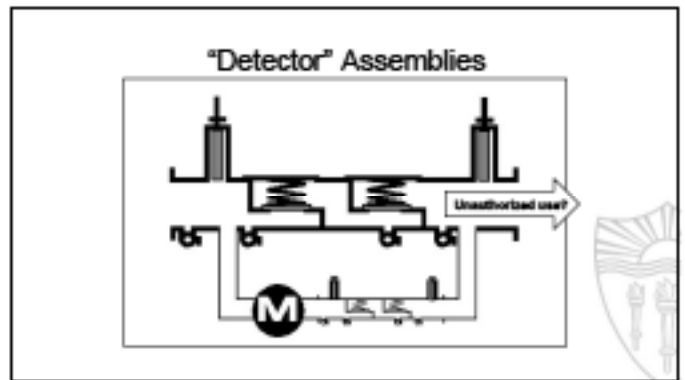 “Detector” Assemblies
Unauthorized use?
M